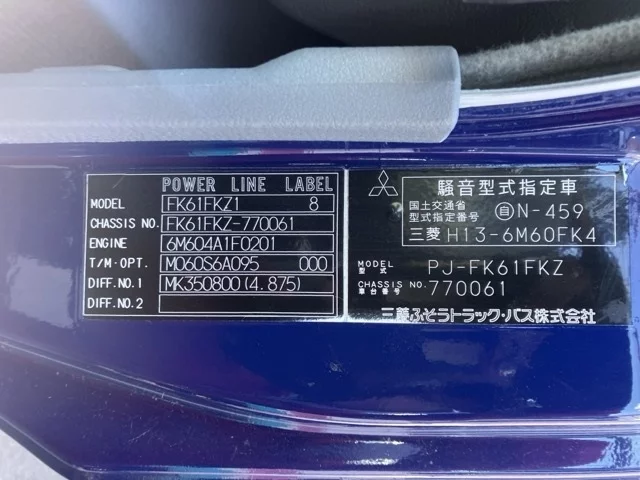 POWER LINE LABEL
MODEL FK61FKZ1 8
CHASSIS NO. FK61FKZ-770061
ENGINE 6M604A1F0201
T/M・OPT. M060S6A095 000
DIFF.NO.1 MK350800(4.875)
DIFF.NO.2
騒音型式指定車
国土交通省
型式指定番号 自N-459
三菱 H13-6M60FK4
MODEL PJ-FK61FKZ
型式
CHASSIS NO. 770061
車台番号
三菱ふそうトラック・バス株式会社